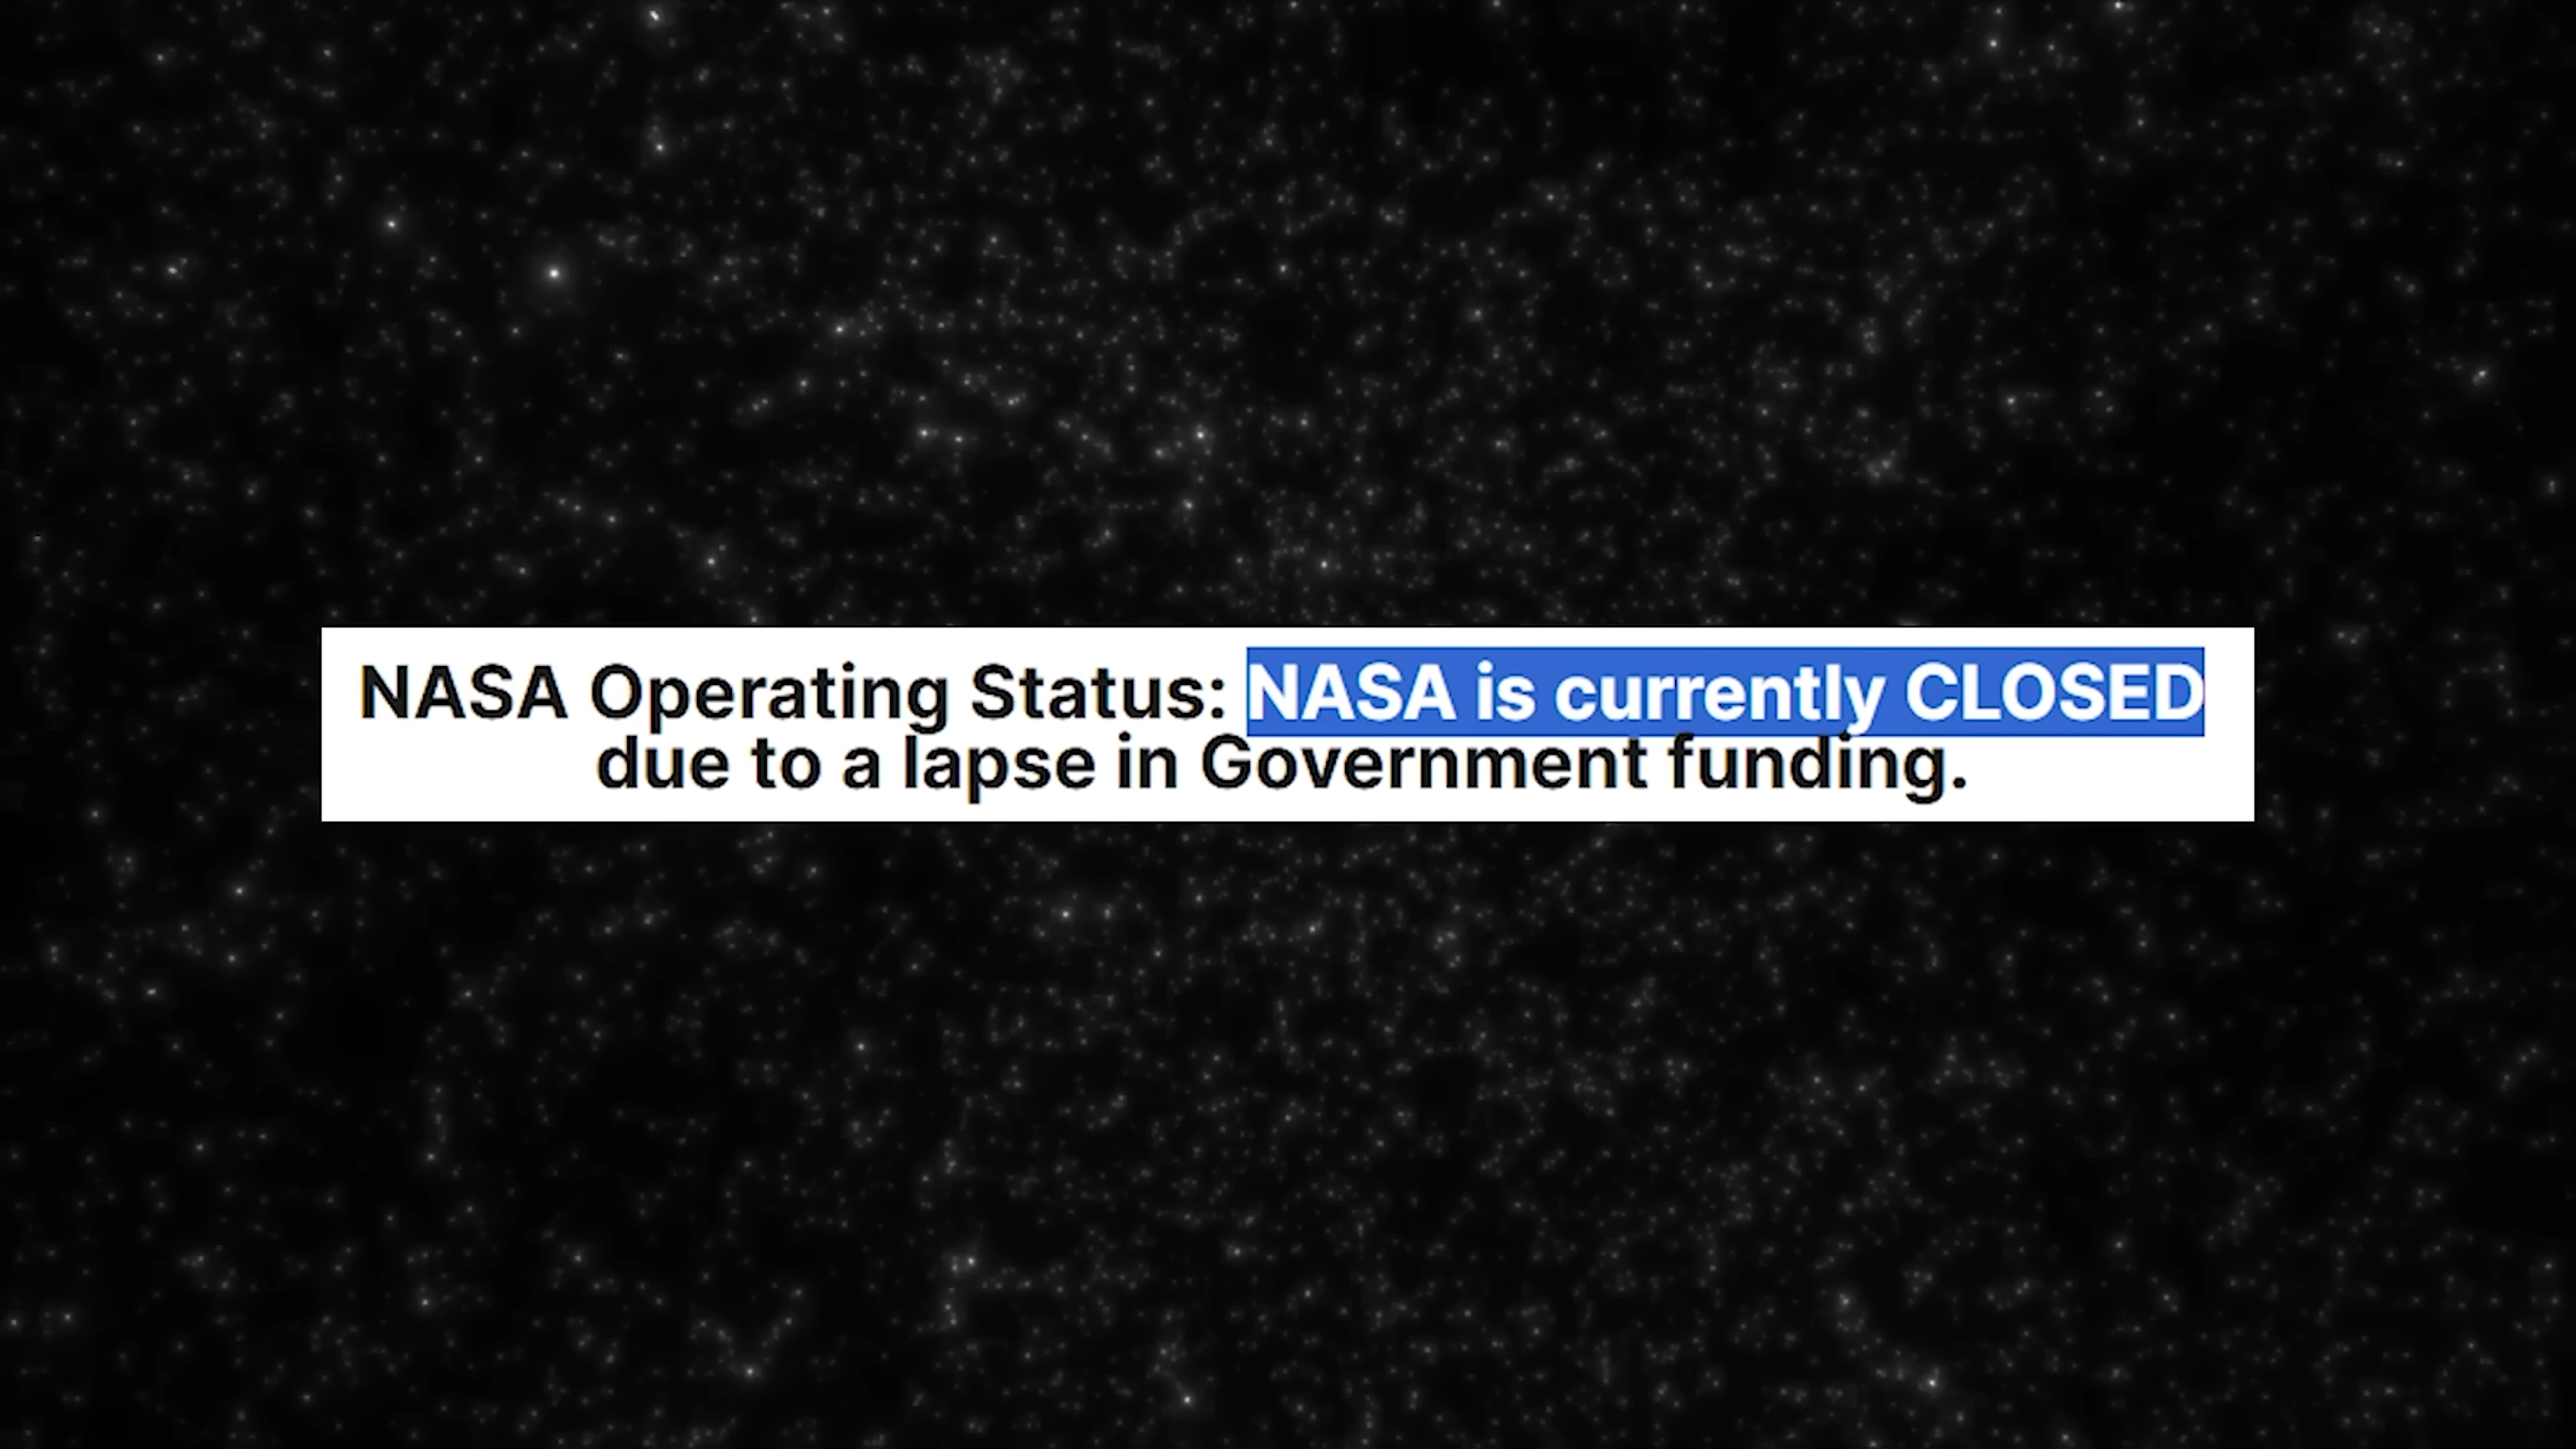 NASA Operating Status: NASA is currently CLOSED
due to a lapse in Government funding.